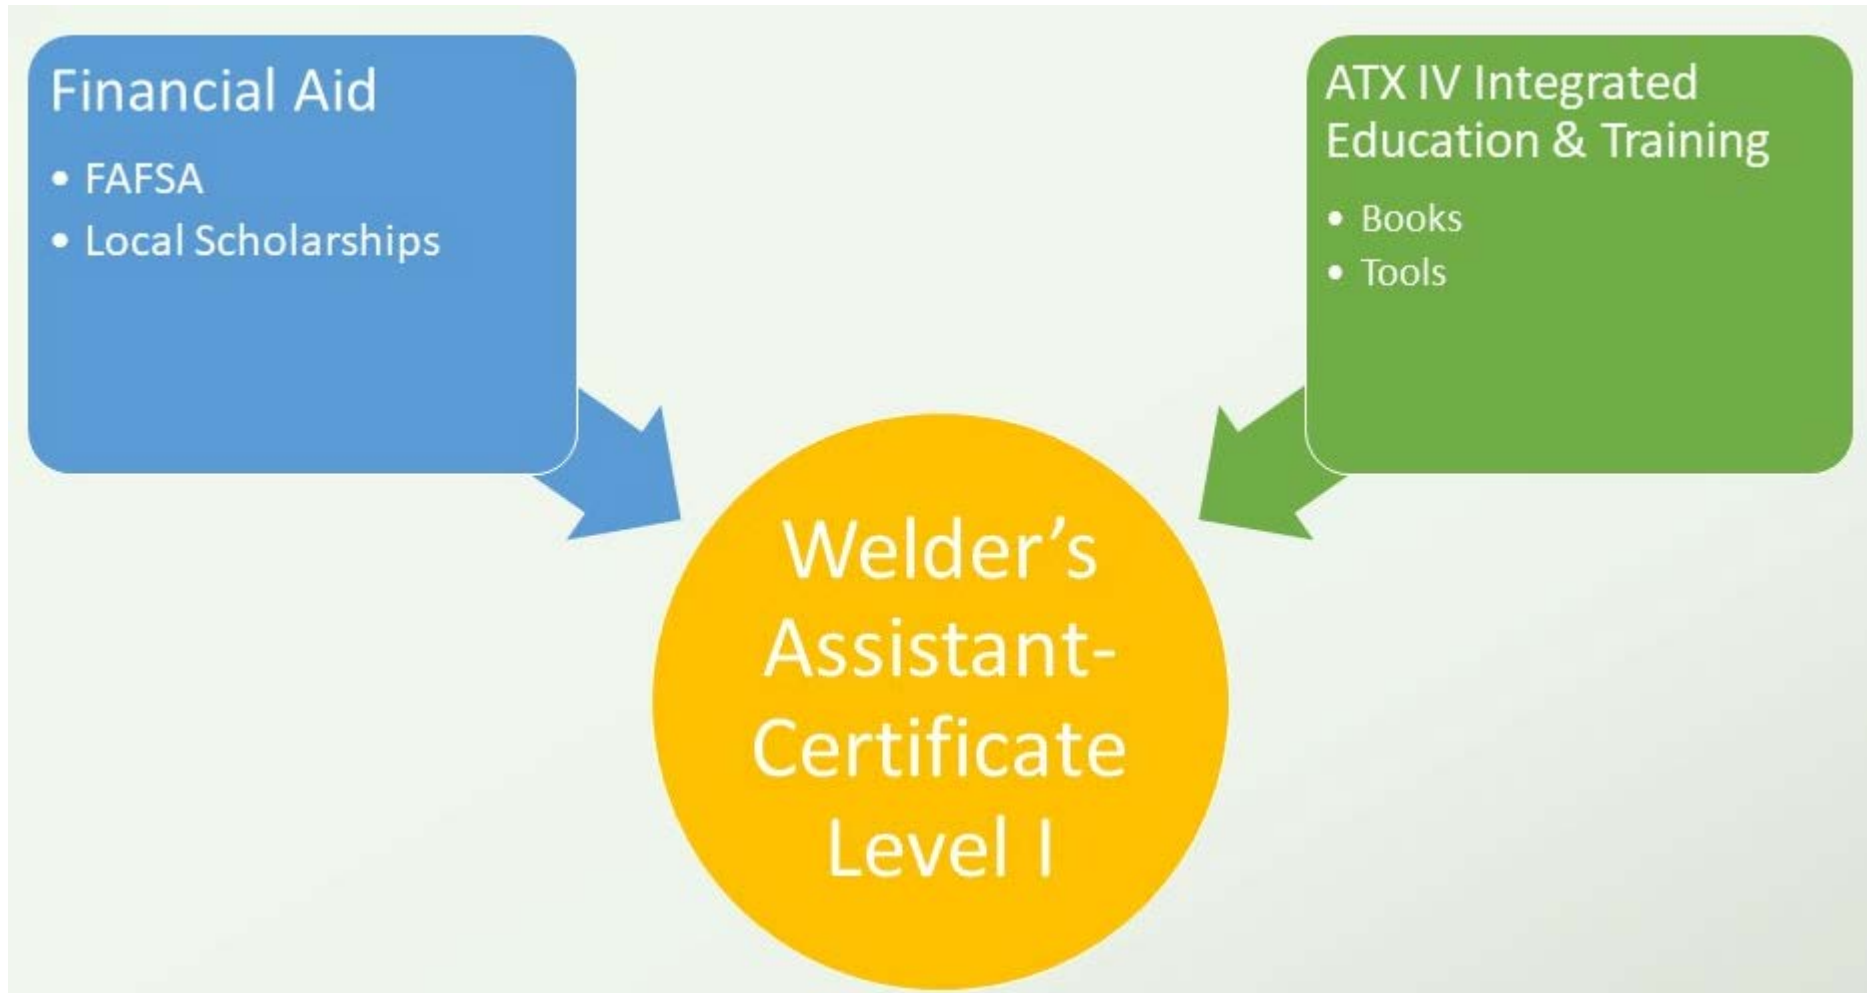 Financial Aid
• FAFSA
• Local Scholarships
ATX IV Integrated
Education & Training
• Books
• Tools
Welder’s
Assistant-
Certificate
Level I